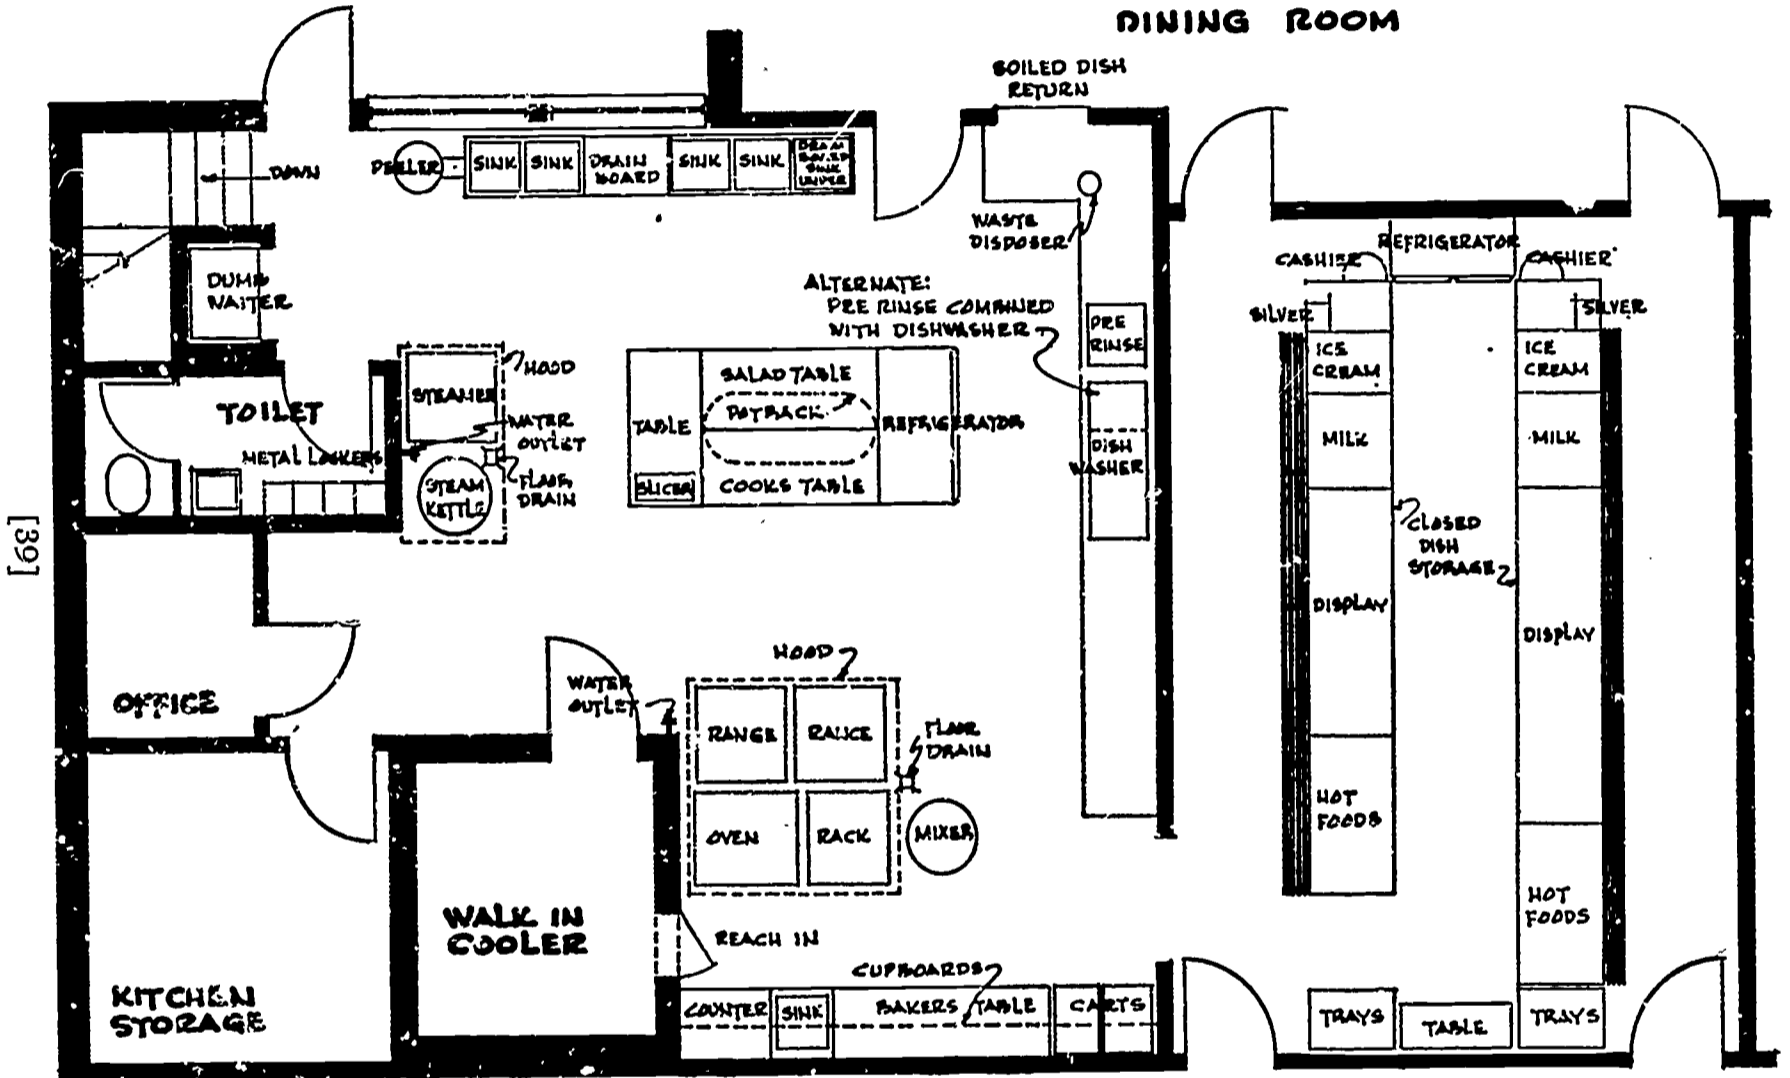 DINING ROOM
SOILED DISH
RETURN
DOWN
PEELER
SINK
SINK
DRAIN
BOARD
SINK
SINK
DRAIN
BOARD
SINK
UNDER
WASTE
DISPOSER
DUMB
WAITER
ALTERNATE:
PRE RINSE COMBINED
WITH DISHWASHER
PRE
RINSE
REFRIGERATOR
CASHIER
CASHIER
SILVER
SILVER
ICE
CREAM
ICE
CREAM
HOOD
STEAMER
TOILET
WATER
OUTLET
METAL LOCKERS
FLOOR
DRAIN
STEAM
KETTLE
SALAD TABLE
POTRACK
TABLE
REFRIGERATOR
SLICER
COOKS TABLE
DISH
WASHER
MILK
MILK
CLOSED
DISH
STORAGE
DISPLAY
DISPLAY
[39]
OFFICE
HOOD
WATER
OUTLET
RANGE
RANGE
FLOOR
DRAIN
OVEN
RACK
MIXER
HOT
FOODS
HOT
FOODS
WALK IN
COOLER
REACH IN
KITCHEN
STORAGE
CUPBOARDS
COUNTER
SINK
BAKERS TABLE
CARTS
TRAYS
TABLE
TRAYS